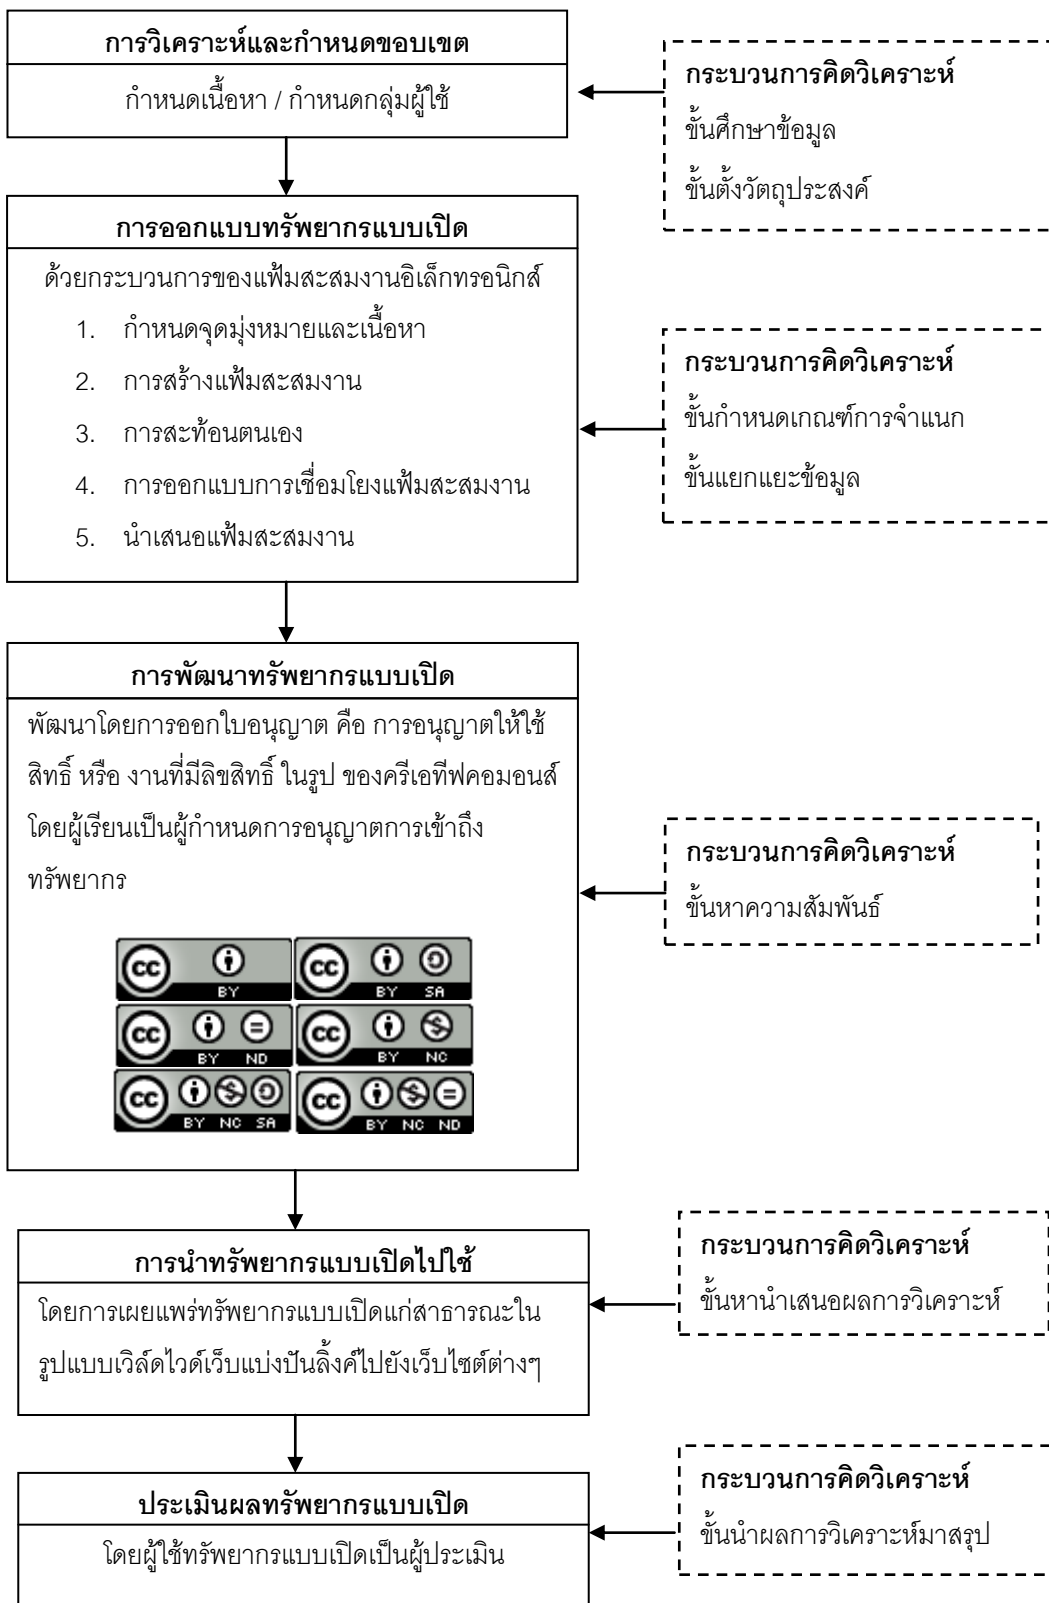 การวิเคราะห์และกำหนดขอบเขต
กำหนดเนื้อหา / กำหนดกลุ่มผู้ใช้
กระบวนการคิดวิเคราะห์
ขั้นศึกษาข้อมูล
ขั้นตั้งวัตถุประสงค์
การออกแบบทรัพยากรแบบเปิด
ด้วยกระบวนการของแฟ้มสะสมงานอิเล็กทรอนิกส์
1. กำหนดจุดมุ่งหมายและเนื้อหา
2. การสร้างแฟ้มสะสมงาน
3. การสะท้อนตนเอง
4. การออกแบบการเชื่อมโยงแฟ้มสะสมงาน
5. นำเสนอแฟ้มสะสมงาน
กระบวนการคิดวิเคราะห์
ขั้นกำหนดเกณฑ์การจำแนก
ขั้นแยกแยะข้อมูล
การพัฒนาทรัพยากรแบบเปิด
พัฒนาโดยการออกใบอนุญาต คือ การอนุญาตให้ใช้
สิทธิ์ หรือ งานที่มีลิขสิทธิ์ ในรูป ของครีเอทีฟคอมอนส์
โดยผู้เรียนเป็นผู้กำหนดการอนุญาตการเข้าถึง
ทรัพยากร
cc BY
cc BY SA
cc BY ND
cc BY NC
cc BY NC SA
cc BY NC ND
กระบวนการคิดวิเคราะห์
ขั้นหาความสัมพันธ์
การนำทรัพยากรแบบเปิดไปใช้
โดยการเผยแพร่ทรัพยากรแบบเปิดแก่สาธารณะใน
รูปแบบเวิล์ดไวด์เว็บแบ่งปันลิ้งค์ไปยังเว็บไซต์ต่างๆ
กระบวนการคิดวิเคราะห์
ขั้นหานำเสนอผลการวิเคราะห์
ประเมินผลทรัพยากรแบบเปิด
โดยผู้ใช้ทรัพยากรแบบเปิดเป็นผู้ประเมิน
กระบวนการคิดวิเคราะห์
ขั้นนำผลการวิเคราะห์มาสรุป